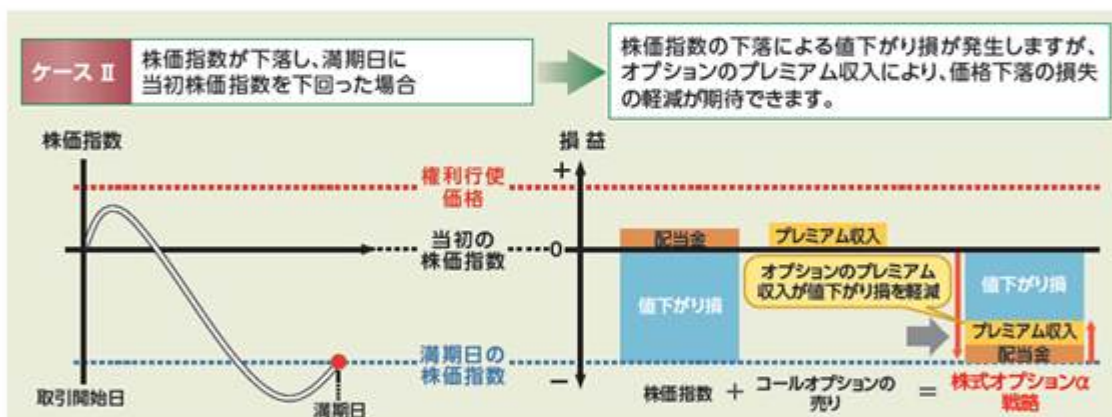 ケース Ⅱ
株価指数が下落し、満期日に
当初株価指数を下回った場合
株価指数の下落による値下がり損が発生しますが、
オプションのプレミアム収入により、価格下落の損失
の軽減が期待できます。
株価指数
権利行使
価格
当初の
株価指数
満期日の
株価指数
取引開始日
満期日
損益
+
0
−
配当金
値下がり損
プレミアム収入
オプションのプレミアム
収入が値下がり損を軽減
値下がり損
プレミアム収入
配当金
株価指数
+
コールオプションの
売り
=
株式オプションα
戦略